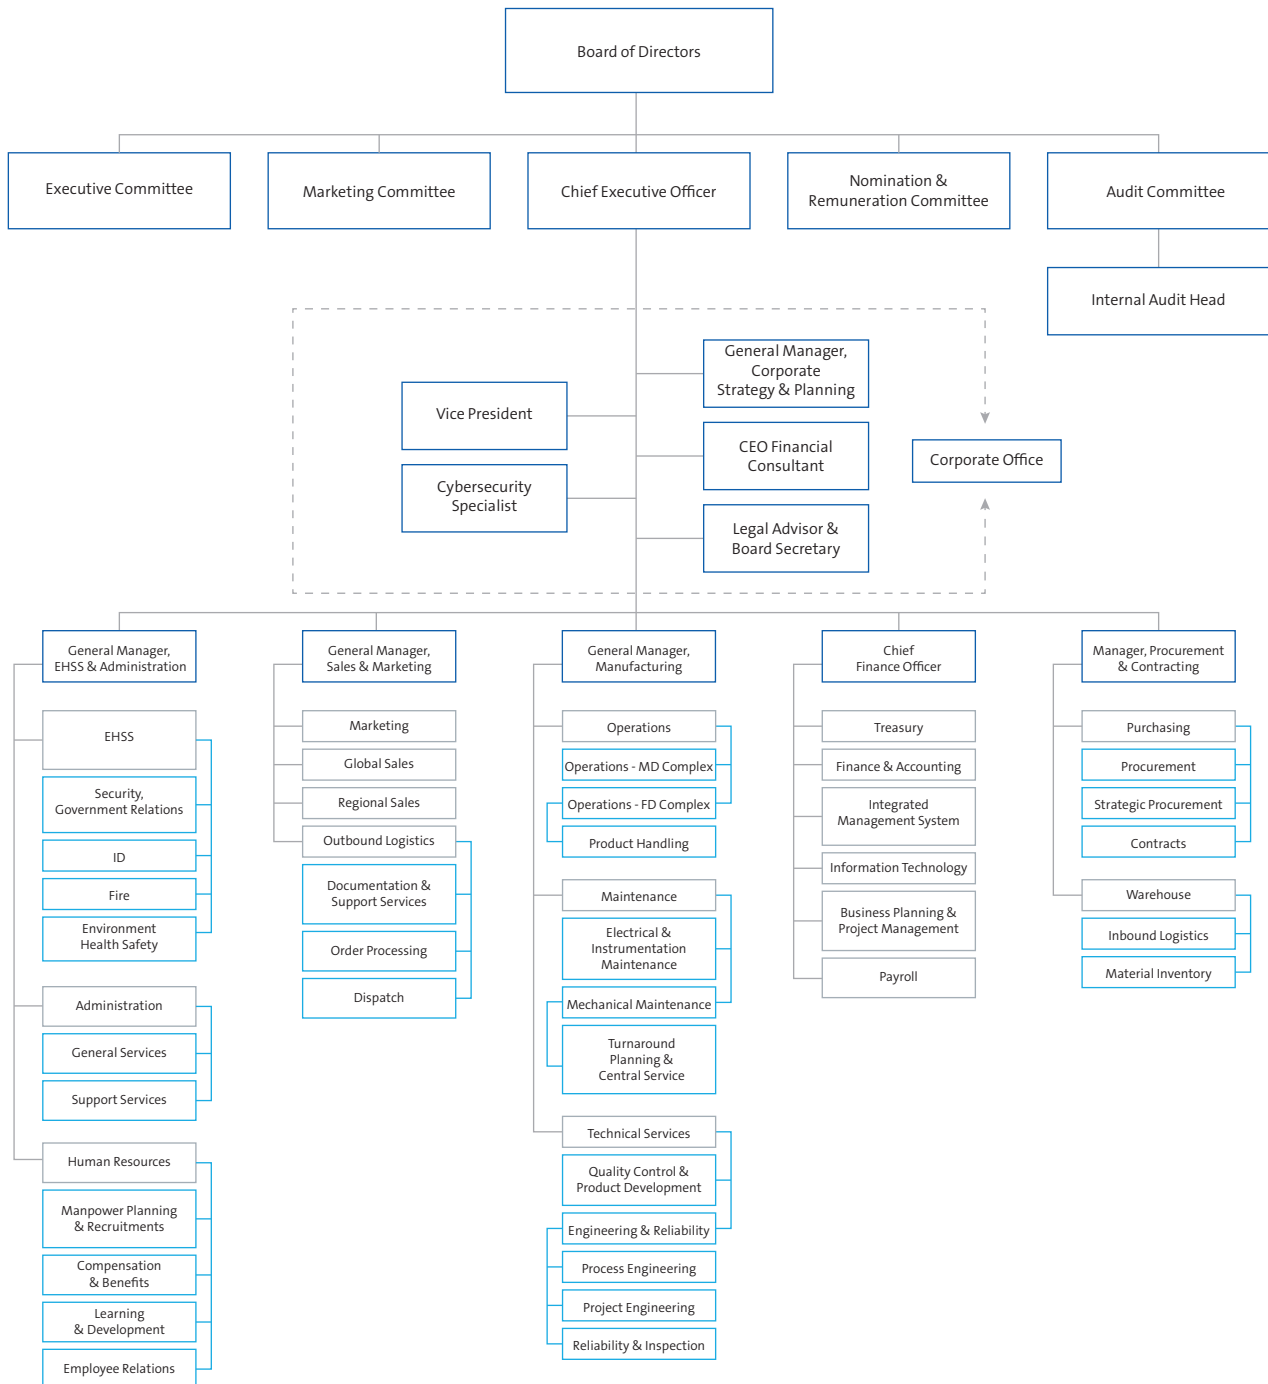 Board of Directors
Executive Committee
Marketing Committee
Chief Executive Officer
Nomination &
Remuneration Committee
Audit Committee
Internal Audit Head
General Manager,
Corporate
Strategy & Planning
Vice President
CEO Financial
Consultant
Corporate Office
Cybersecurity
Specialist
Legal Advisor &
Board Secretary
General Manager,
EHSS & Administration
EHSS
Security,
Government Relations
ID
Fire
Environment
Health Safety
Administration
General Services
Support Services
Human Resources
Manpower Planning
& Recruitments
Compensation
& Benefits
Learning
& Development
Employee Relations
General Manager,
Sales & Marketing
Marketing
Global Sales
Regional Sales
Outbound Logistics
Documentation &
Support Services
Order Processing
Dispatch
General Manager,
Manufacturing
Operations
Operations - MD Complex
Operations - FD Complex
Product Handling
Maintenance
Electrical &
Instrumentation
Maintenance
Mechanical Maintenance
Turnaround
Planning &
Central Service
Technical Services
Quality Control &
Product Development
Engineering & Reliability
Process Engineering
Project Engineering
Reliability & Inspection
Chief
Finance Officer
Treasury
Finance & Accounting
Integrated
Management System
Information Technology
Business Planning &
Project Management
Payroll
Manager, Procurement
& Contracting
Purchasing
Procurement
Strategic Procurement
Contracts
Warehouse
Inbound Logistics
Material Inventory